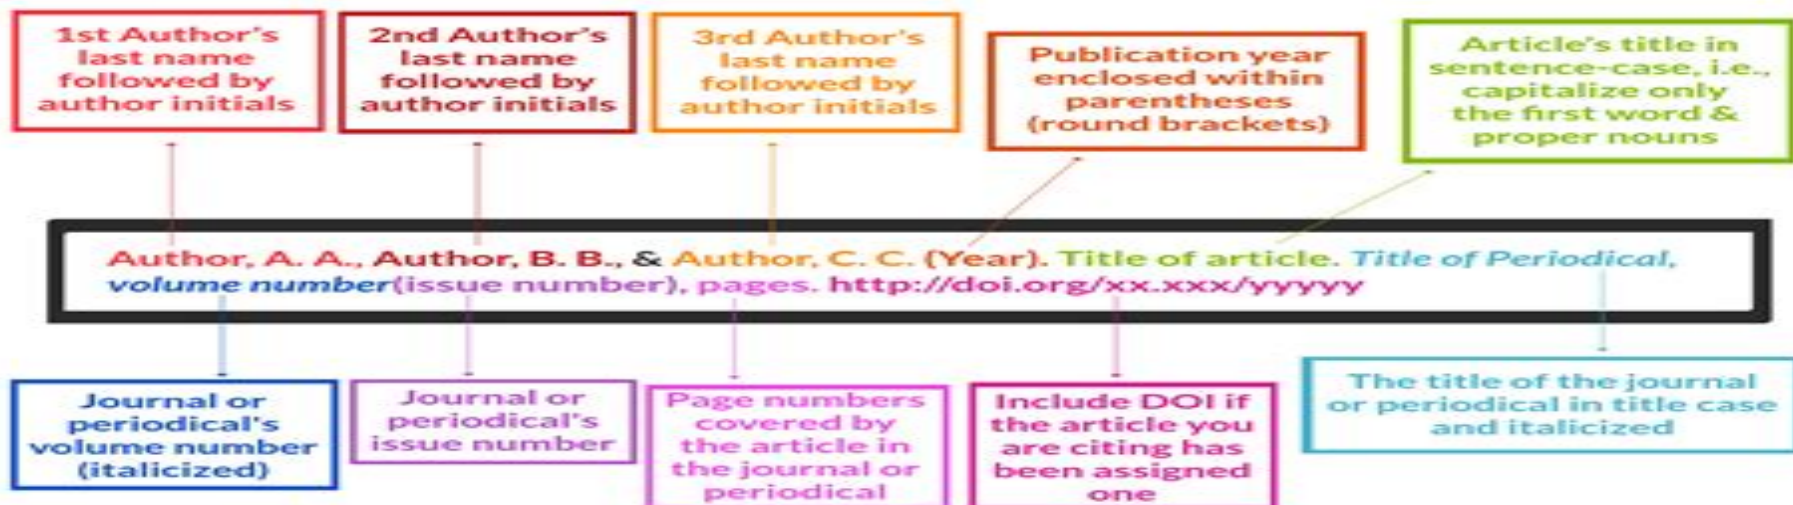 1st Author's
last name
followed by
author initials
2nd Author's
last name
followed by
author initials
3rd Author's
last name
followed by
author initials
Publication year
enclosed within
parentheses
(round brackets)
Article's title in
sentence-case, i.e.,
capitalize only
the first word &
proper nouns
Author, A. A., Author, B. B., & Author, C. C. (Year). Title of article. Title of Periodical,
volume number(issue number), pages. http://doi.org/xx.xxx/yyyyy
Journal or
periodical's
volume number
(italicized)
Journal or
periodical's
issue number
Page numbers
covered by
the article in
the journal or
periodical
Include DOI if
the article you
are citing has
been assigned
one
The title of the journal
or periodical in title case
and italicized